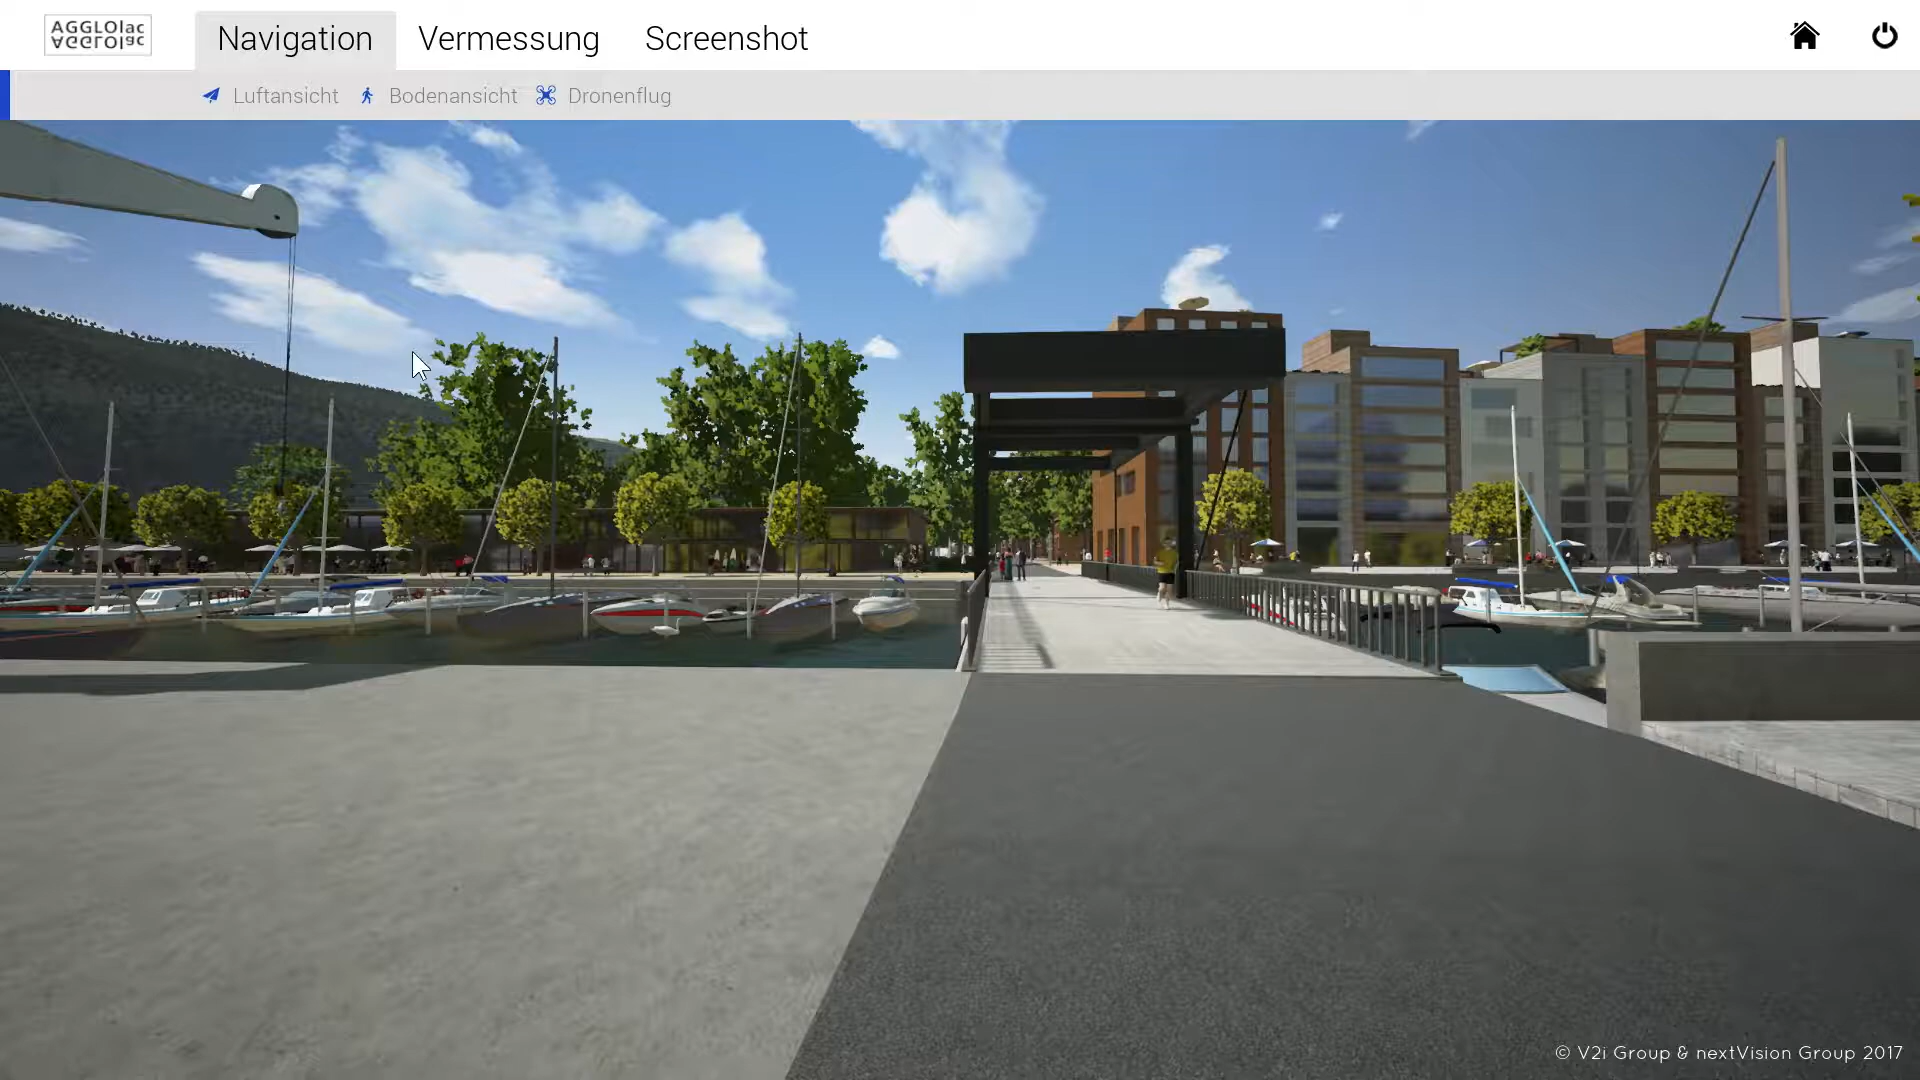 AGGLOlac
Navigation
Vermessung
Screenshot
Luftansicht
Bodenansicht
Dronenflug
© V2i Group & nextVision Group 2017